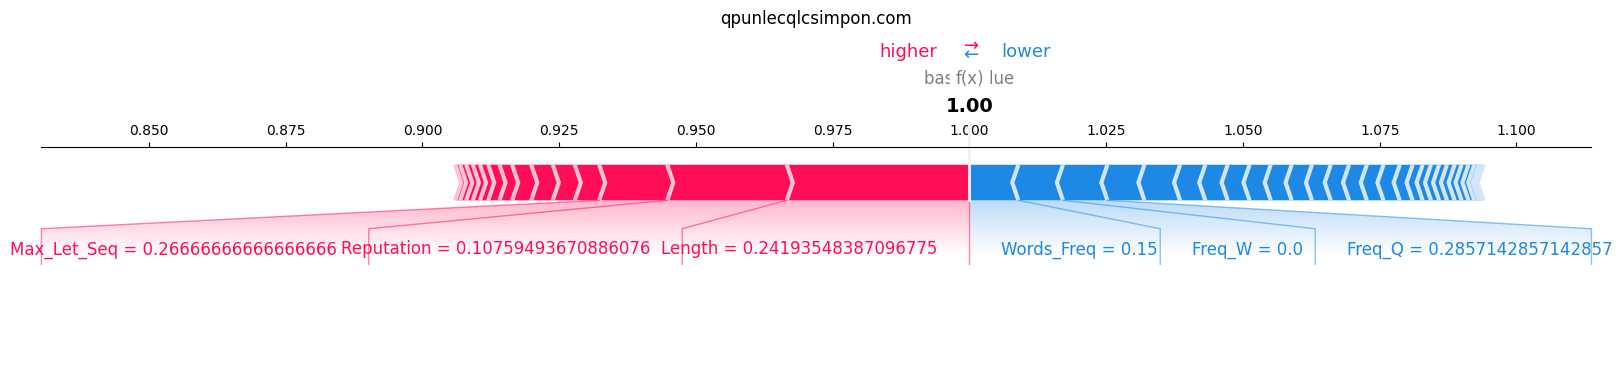 qpunlecqlcsimpon.com
higher → lower
←
bas f(x) lue
1.00
0.850 0.875 0.900 0.925 0.950 0.975 1.000 1.025 1.050 1.075 1.100
Max_Let_Seq = 0.26666666666666666 Reputation = 0.10759493670886076 Length = 0.24193548387096775 Words_Freq = 0.15 Freq_W = 0.0 Freq_Q = 0.2857142857142857